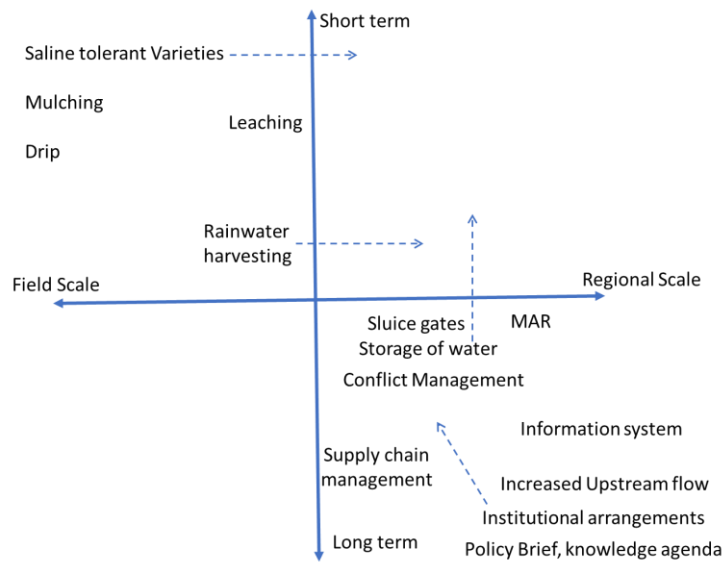 Short term
Saline tolerant Varieties
Mulching
Leaching
Drip
Rainwater
harvesting
Field Scale
Regional Scale
Sluice gates
MAR
Storage of water
Conflict Management
Information system
Supply chain
management
Increased Upstream flow
Institutional arrangements
Long term
Policy Brief, knowledge agenda